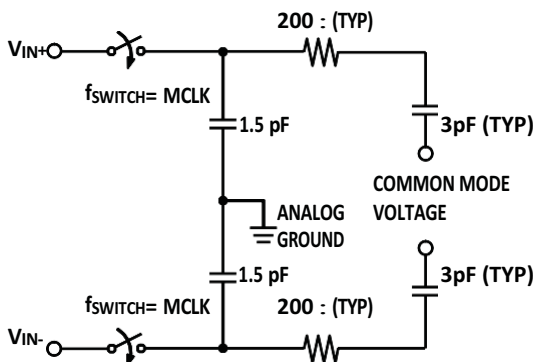 200 : (TYP)
VIN+
fSWITCH= MCLK
1.5 pF
3pF (TYP)
COMMON MODE
VOLTAGE
ANALOG
GROUND
1.5 pF
3pF (TYP)
fSWITCH= MCLK
200 : (TYP)
VIN-